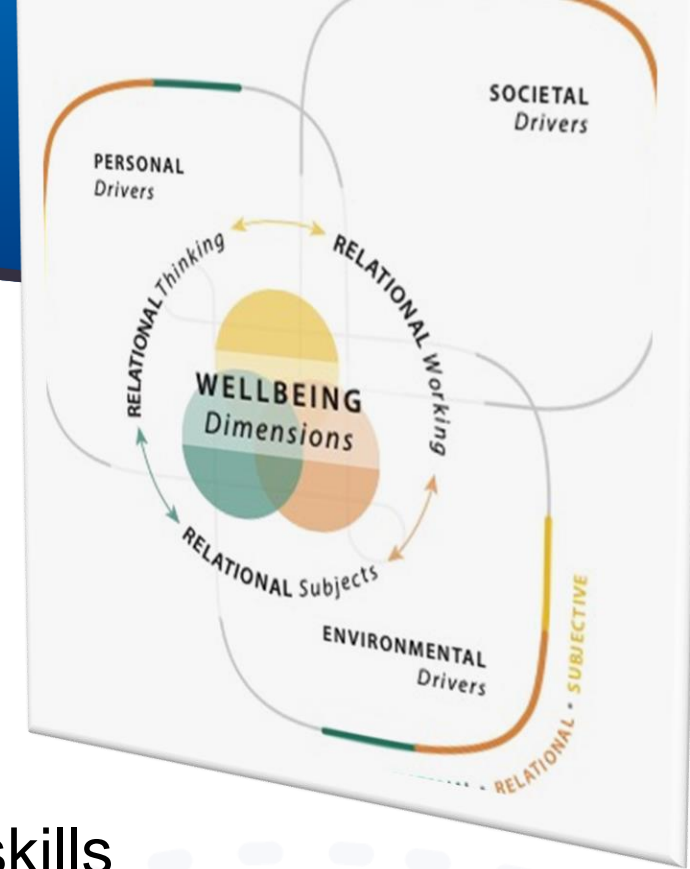 SOCIETAL
Drivers
PERSONAL
Drivers
RELATIONAL Thinking
RELATIONAL Working
WELLBEING
Dimensions
RELATIONAL Subjects
ENVIRONMENTAL
Drivers
• RELATIONAL • SUBJECTIVE
skills